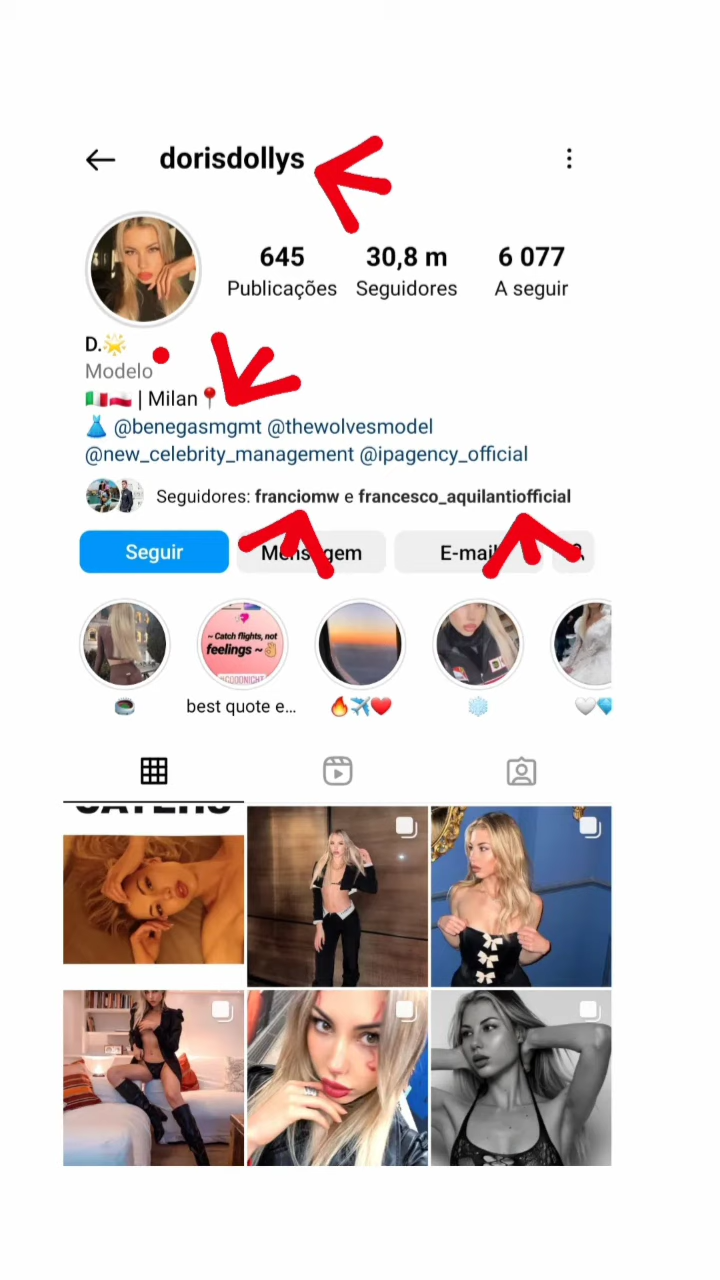 dorisdollys
645 30,8 m 6 077
Publicações Seguidores A seguir
D.🌟
Modelo
🇮🇹🇵🇱 | Milan📍
👗 @benegasmgmt @thewolvesmodel
@new_celebrity_management @ipagency_official
Seguidores: franciomw e francesco_aquilantiofficial
Seguir Mensagem E-mail
~ Catch flights, not
feelings ~👌
GOODNIGHT
best quote e... 🔥✈️❤️ ❄️ 🤍💎